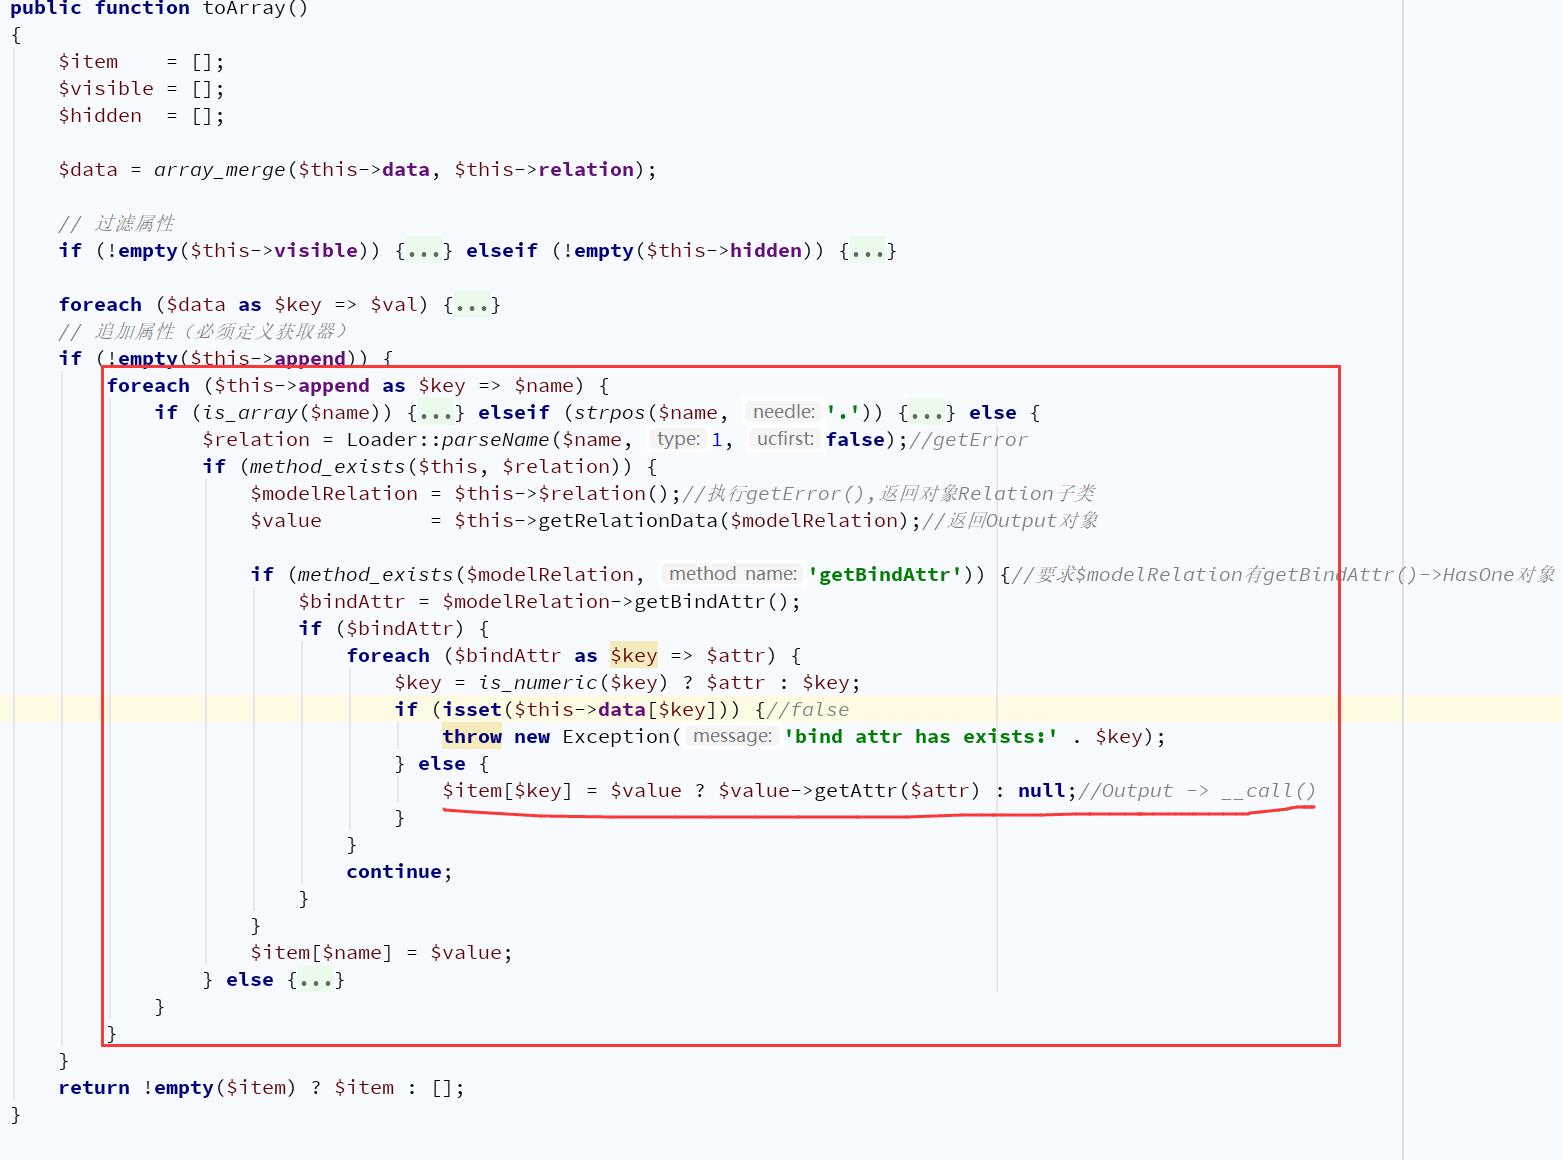 public function toArray()
{
    $item    = [];
    $visible = [];
    $hidden  = [];

    $data = array_merge($this->data, $this->relation);

    // 过滤属性
    if (!empty($this->visible)) {...} elseif (!empty($this->hidden)) {...}

    foreach ($data as $key => $val) {...}
    // 追加属性（必须定义获取器）
    if (!empty($this->append)) {
        foreach ($this->append as $key => $name) {
            if (is_array($name)) {...} elseif (strpos($name, needle: '.')) {...} else {
                $relation = Loader::parseName($name, type: 1, ucfirst: false);//getError
                if (method_exists($this, $relation)) {
                    $modelRelation = $this->$relation();//执行getError(),返回对象Relation子类
                    $value         = $this->getRelationData($modelRelation);//返回Output对象

                    if (method_exists($modelRelation, method name: 'getBindAttr')) {//要求$modelRelation有getBindAttr()->HasOne对象
                        $bindAttr = $modelRelation->getBindAttr();
                        if ($bindAttr) {
                            foreach ($bindAttr as $key => $attr) {
                                $key = is_numeric($key) ? $attr : $key;
                                if (isset($this->data[$key])) {//false
                                    throw new Exception( message: 'bind attr has exists:' . $key);
                                } else {
                                    $item[$key] = $value ? $value->getAttr($attr) : null;//Output -> __call()
                                }
                            }
                            continue;
                        }
                    }
                    $item[$name] = $value;
                } else {...}
            }
        }
    }
    return !empty($item) ? $item : [];
}